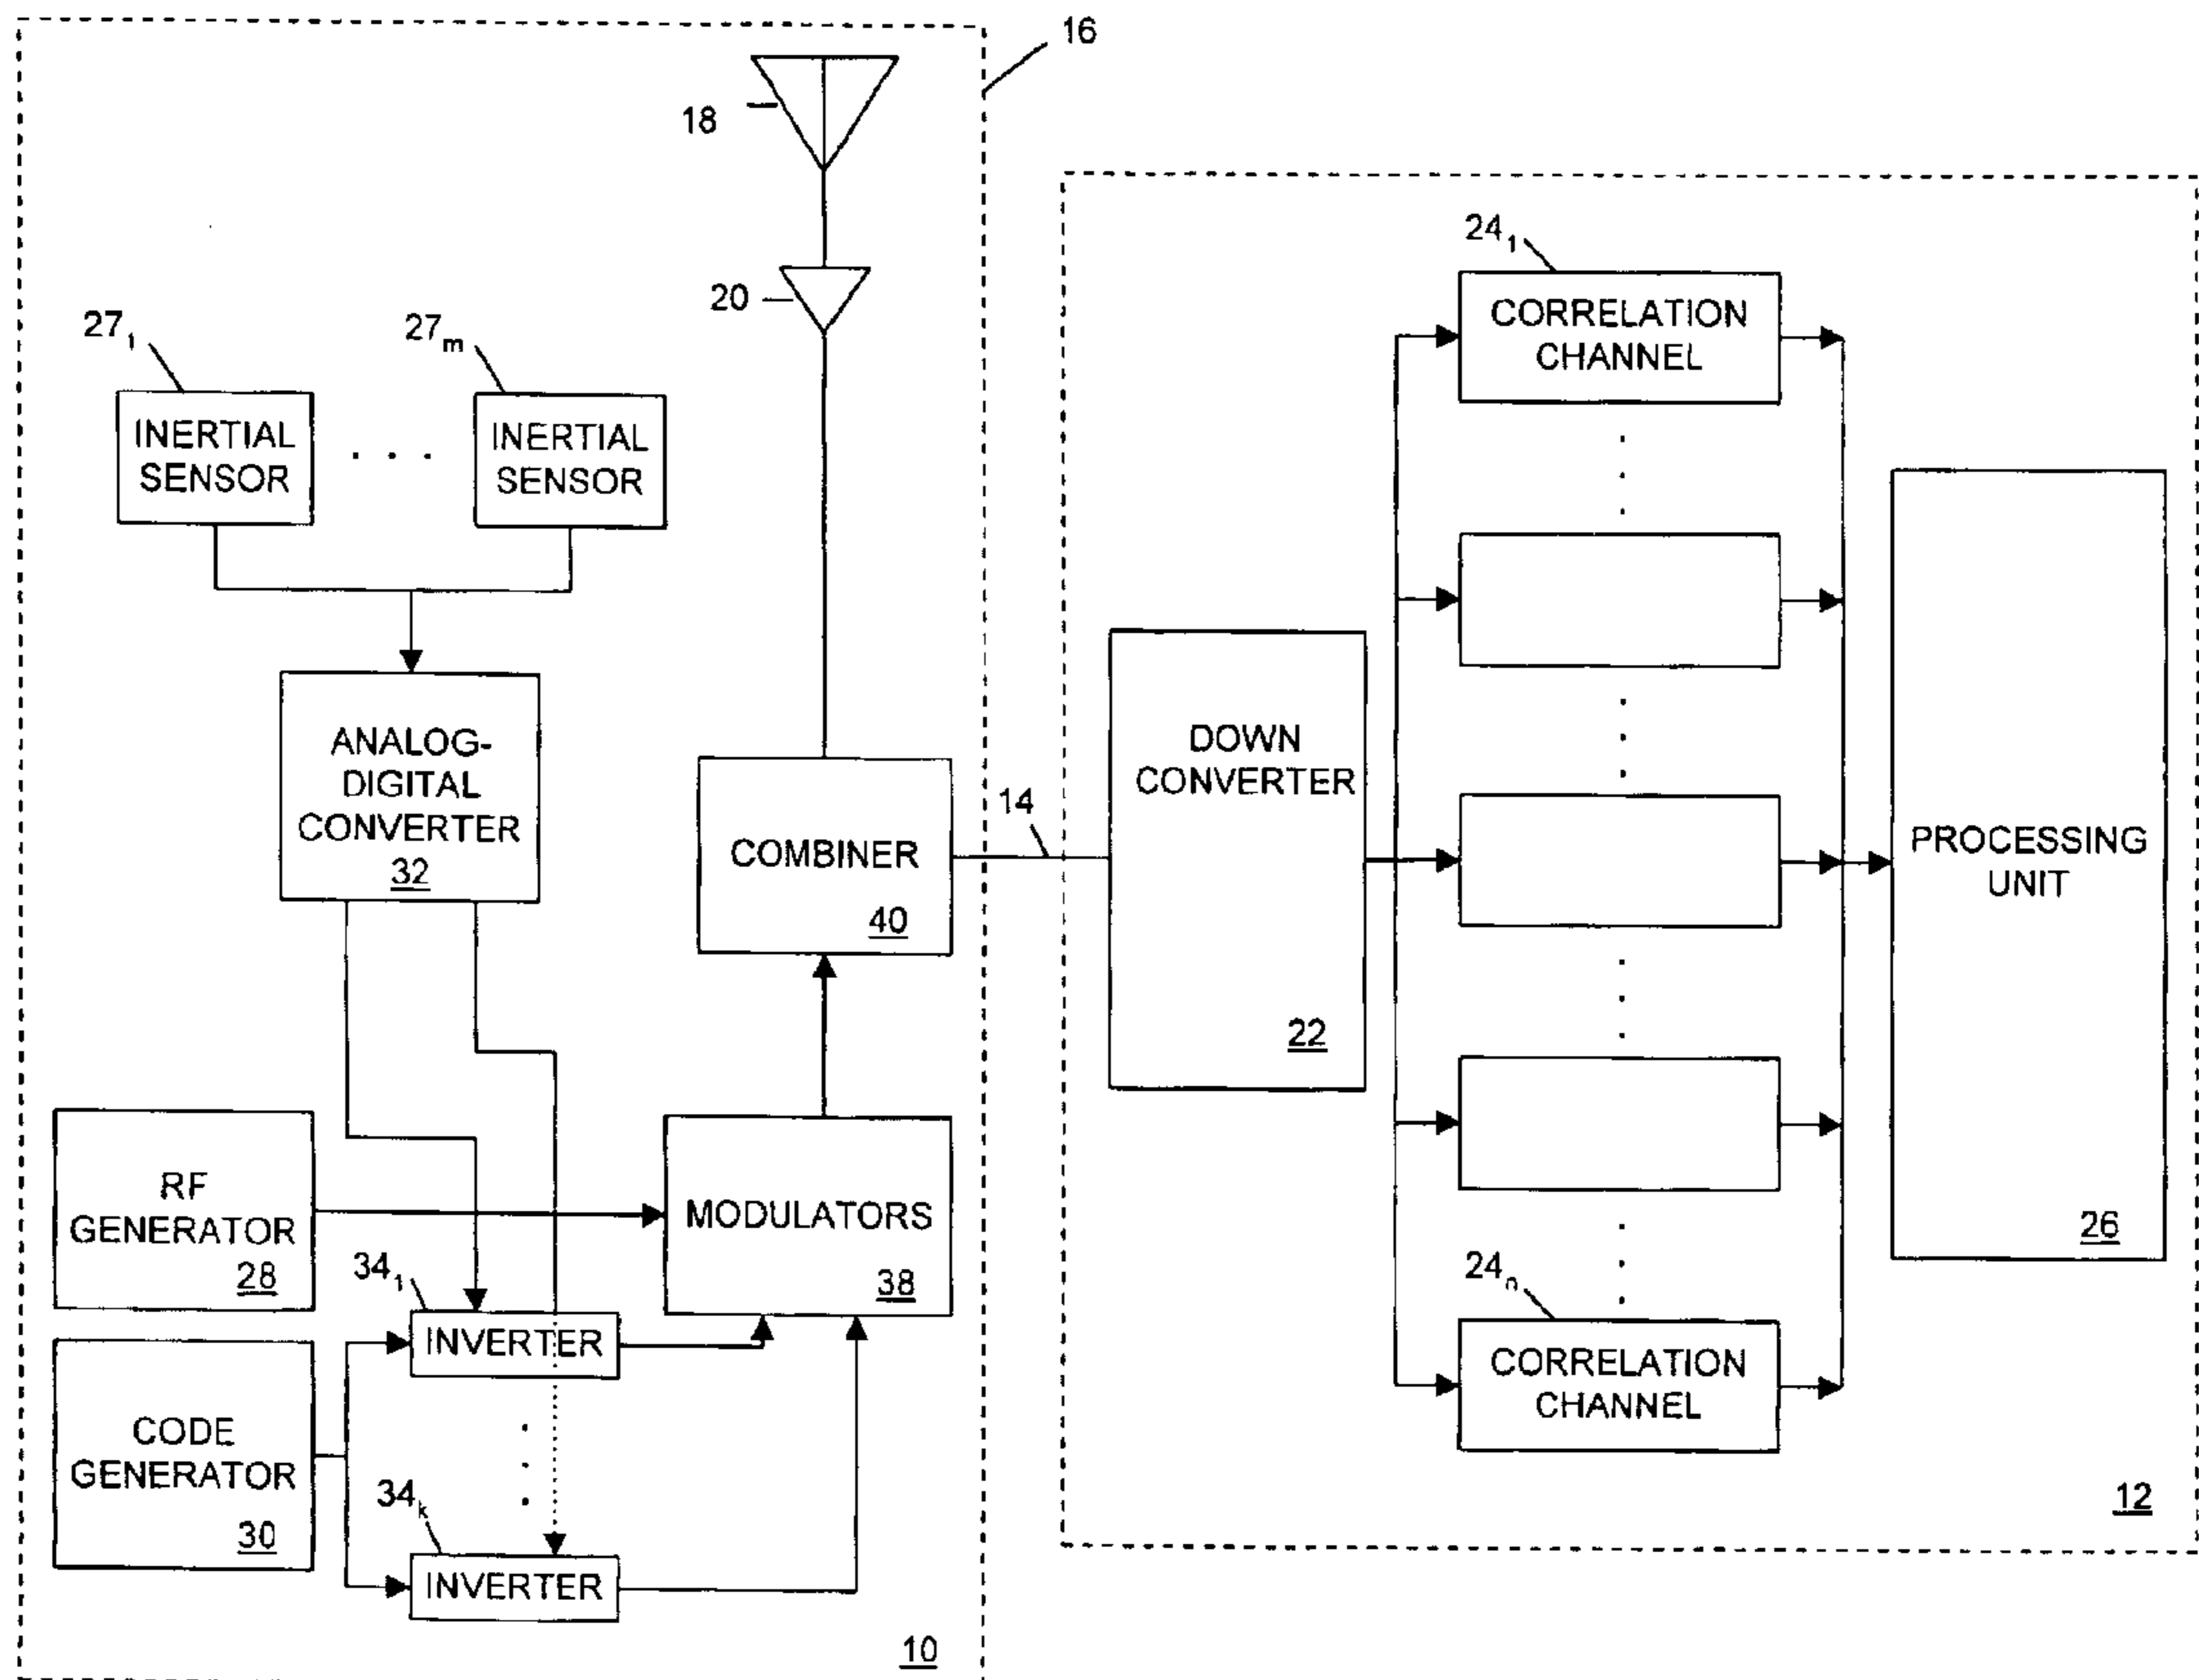 16
18
24₁
20
CORRELATION
CHANNEL
27₁
27ₘ
INERTIAL
SENSOR
. . .
INERTIAL
SENSOR
ANALOG-
DIGITAL
CONVERTER
32
DOWN
CONVERTER
22
14
COMBINER
40
PROCESSING
UNIT
26
RF
GENERATOR
28
MODULATORS
38
34₁
INVERTER
24ₙ
CORRELATION
CHANNEL
CODE
GENERATOR
30
34ₖ
INVERTER
12
10